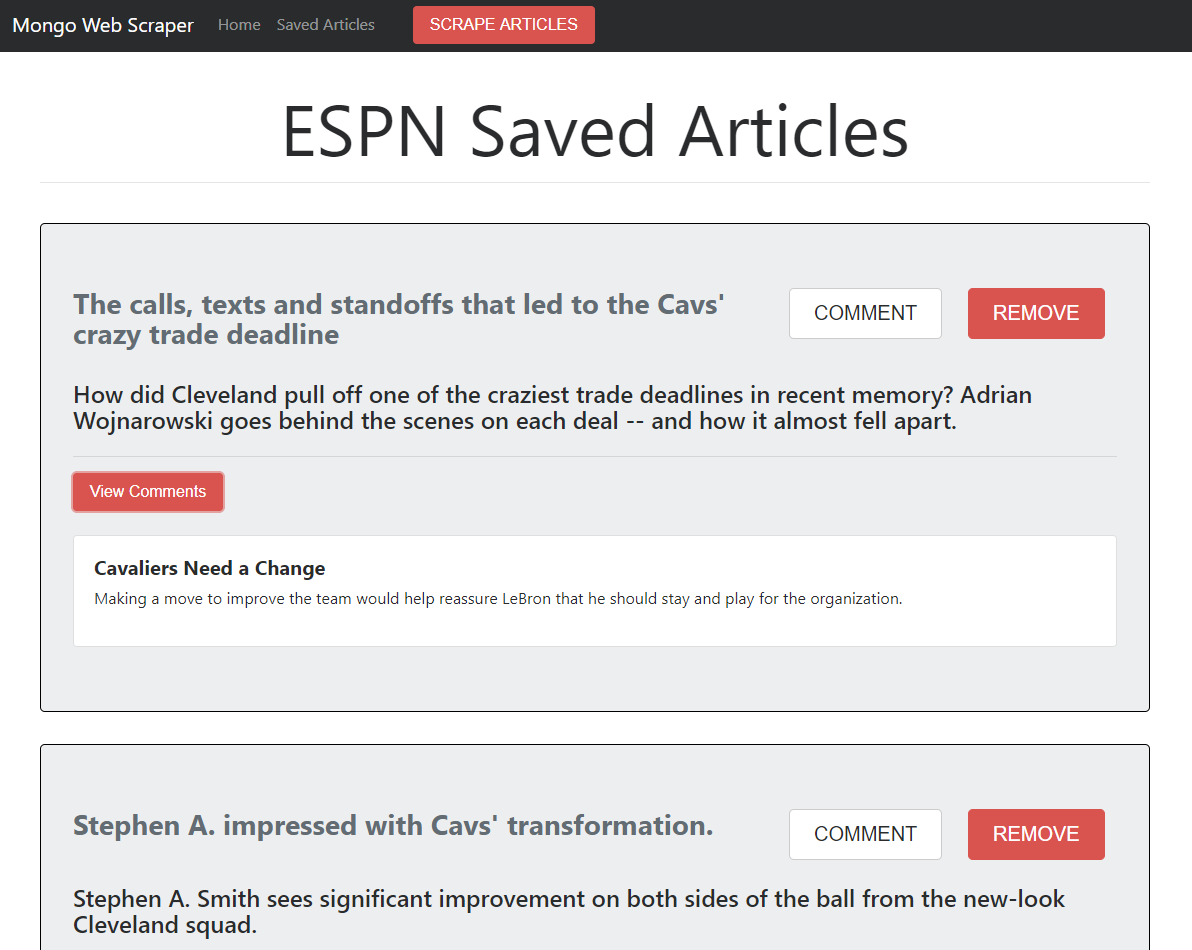 Mongo Web Scraper Home Saved Articles SCRAPE ARTICLES
ESPN Saved Articles
The calls, texts and standoffs that led to the Cavs'
crazy trade deadline
COMMENT REMOVE
How did Cleveland pull off one of the craziest trade deadlines in recent memory? Adrian
Wojnarowski goes behind the scenes on each deal -- and how it almost fell apart.
View Comments
Cavaliers Need a Change
Making a move to improve the team would help reassure LeBron that he should stay and play for the organization.
Stephen A. impressed with Cavs' transformation.
COMMENT REMOVE
Stephen A. Smith sees significant improvement on both sides of the ball from the new-look
Cleveland squad.